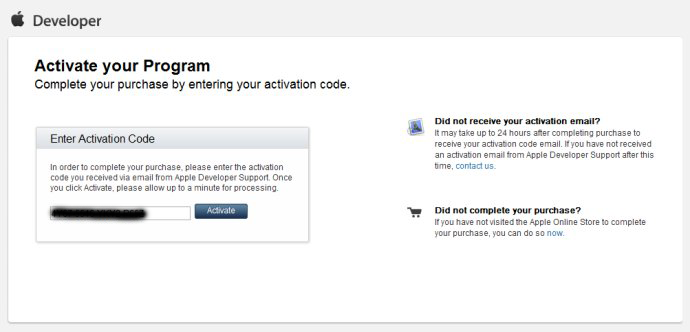 Developer
Activate your Program
Complete your purchase by entering your activation code.
Enter Activation Code
In order to complete your purchase, please enter the activation
code you received via email from Apple Developer Support. Once
you click Activate, please allow up to a minute for processing.
Activate
Did not receive your activation email?
It may take up to 24 hours after completing purchase to
receive your activation code email. If you have not received
an activation email from Apple Developer Support after this
time, contact us.
Did not complete your purchase?
If you have not visited the Apple Online Store to complete
your purchase, you can do so now.